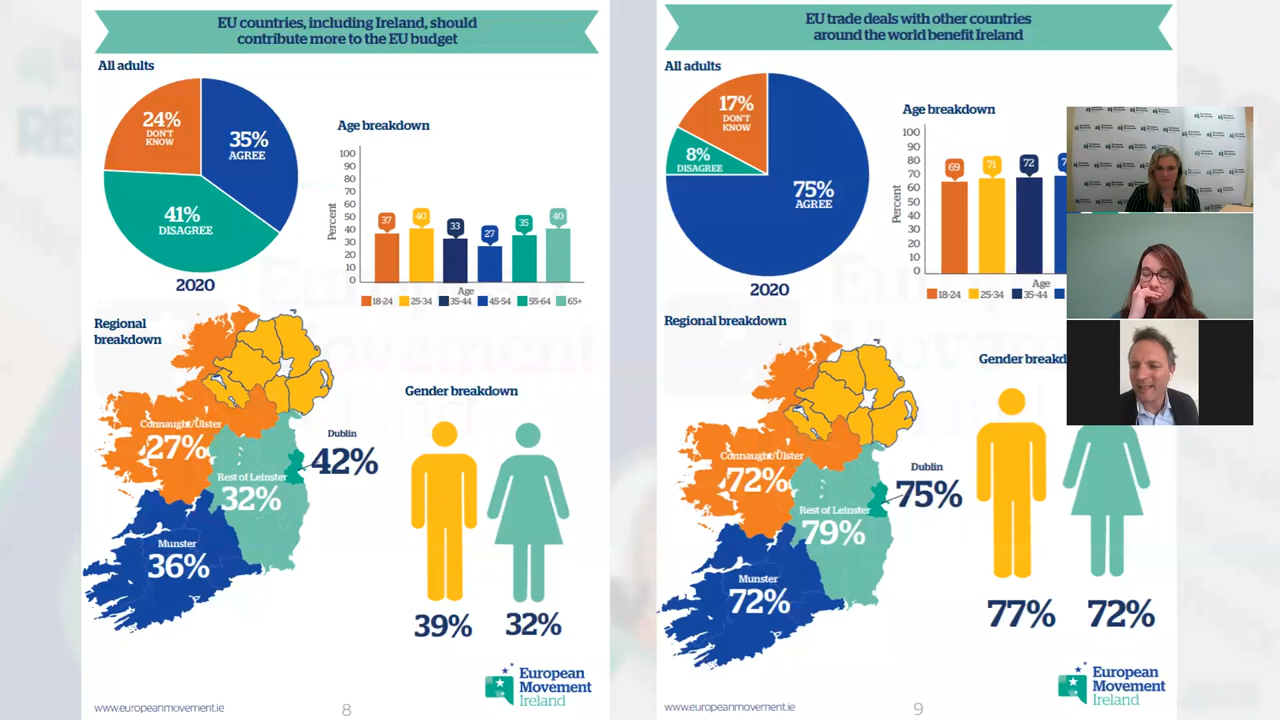 EU countries, including Ireland, should
contribute more to the EU budget
All adults
24%
DON'T
KNOW
35%
AGREE
41%
DISAGREE
2020
Age breakdown
100
90
80
70
60
50
40
30
20
10
0
Percent
37
40
33
27
35
40
Age
18-24
25-34
35-44
45-54
55-64
65+
Regional
breakdown
Connaught/Ulster
27%
Dublin
42%
Rest of Leinster
32%
Munster
36%
Gender breakdown
39%
32%
European
Movement
Ireland
www.europeanmovement.ie
8
EU trade deals with other countries
around the world benefit Ireland
All adults
17%
DON'T
KNOW
8%
DISAGREE
75%
AGREE
2020
Age breakdown
100
90
80
70
60
50
40
30
20
10
0
Percent
69
71
72
Age
18-24
25-34
35-44
Regional breakdown
Connaught/Ulster
72%
Dublin
75%
Rest of Leinster
79%
Munster
72%
Gender breakd
77%
72%
European
Movement
Ireland
www.europeanmovement.ie
9